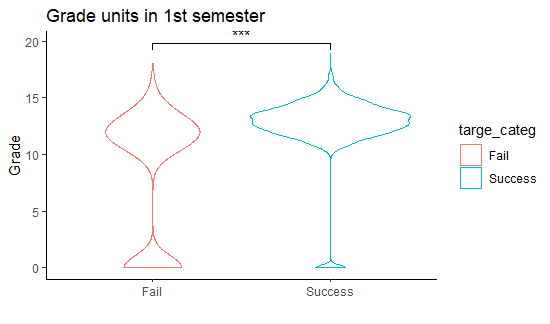 Grade units in 1st semester
***
20
15
10
5
0
Grade
Fail
Success
targe_categ
Fail
Success